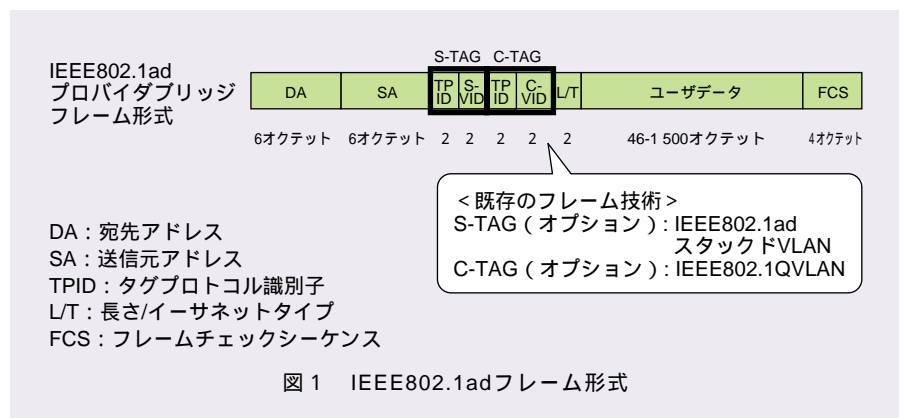 IEEE802.1ad
プロバイダブリッジ
フレーム形式
S-TAG C-TAG
DA SA TPID S-VID TPID C-VID L/T ユーザデータ FCS
6オクテット 6オクテット 2 2 2 2 2 46-1 500オクテット 4オクテット
<既存のフレーム技術>
S-TAG(オプション): IEEE802.1ad
スタックドVLAN
C-TAG(オプション): IEEE802.1QVLAN
DA:宛先アドレス
SA:送信元アドレス
TPID:タグプロトコル識別子
L/T:長さ/イーサネットタイプ
FCS:フレームチェックシーケンス
図1 IEEE802.1adフレーム形式